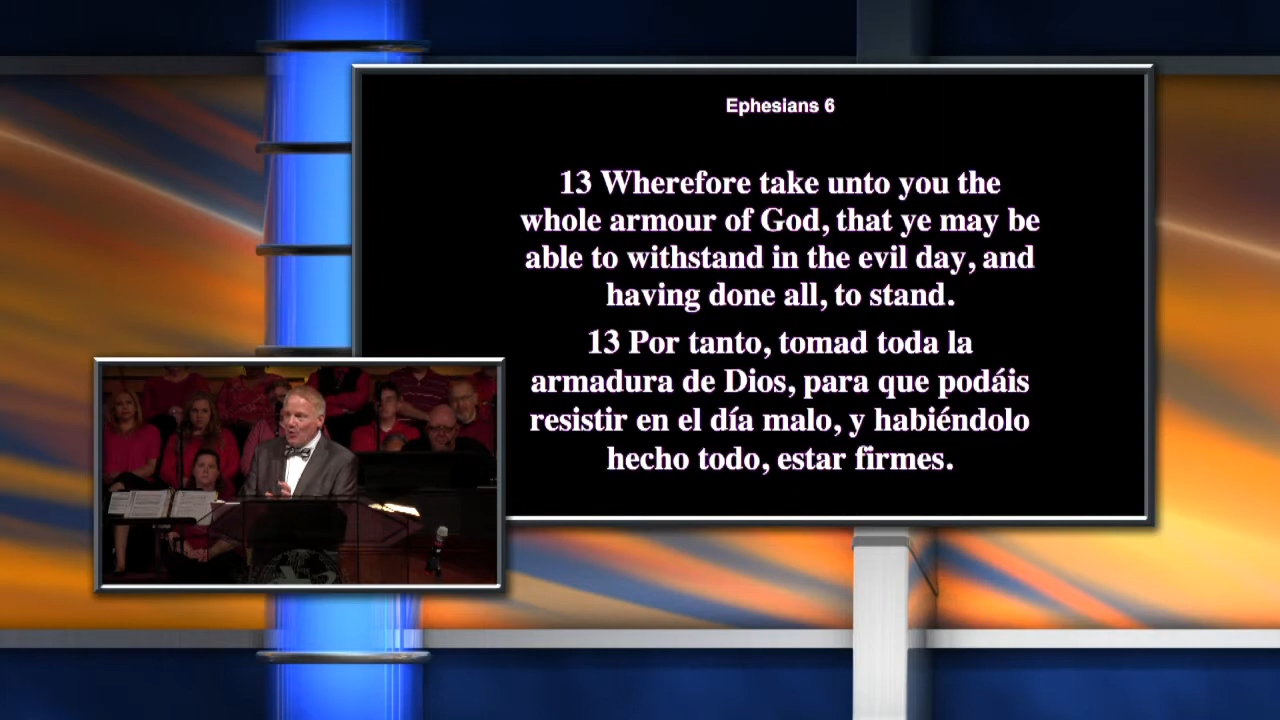 Ephesians 6
13 Wherefore take unto you the
whole armour of God, that ye may be
able to withstand in the evil day, and
having done all, to stand.
13 Por tanto, tomad toda la
armadura de Dios, para que podáis
resistir en el día malo, y habiéndolo
hecho todo, estar firmes.